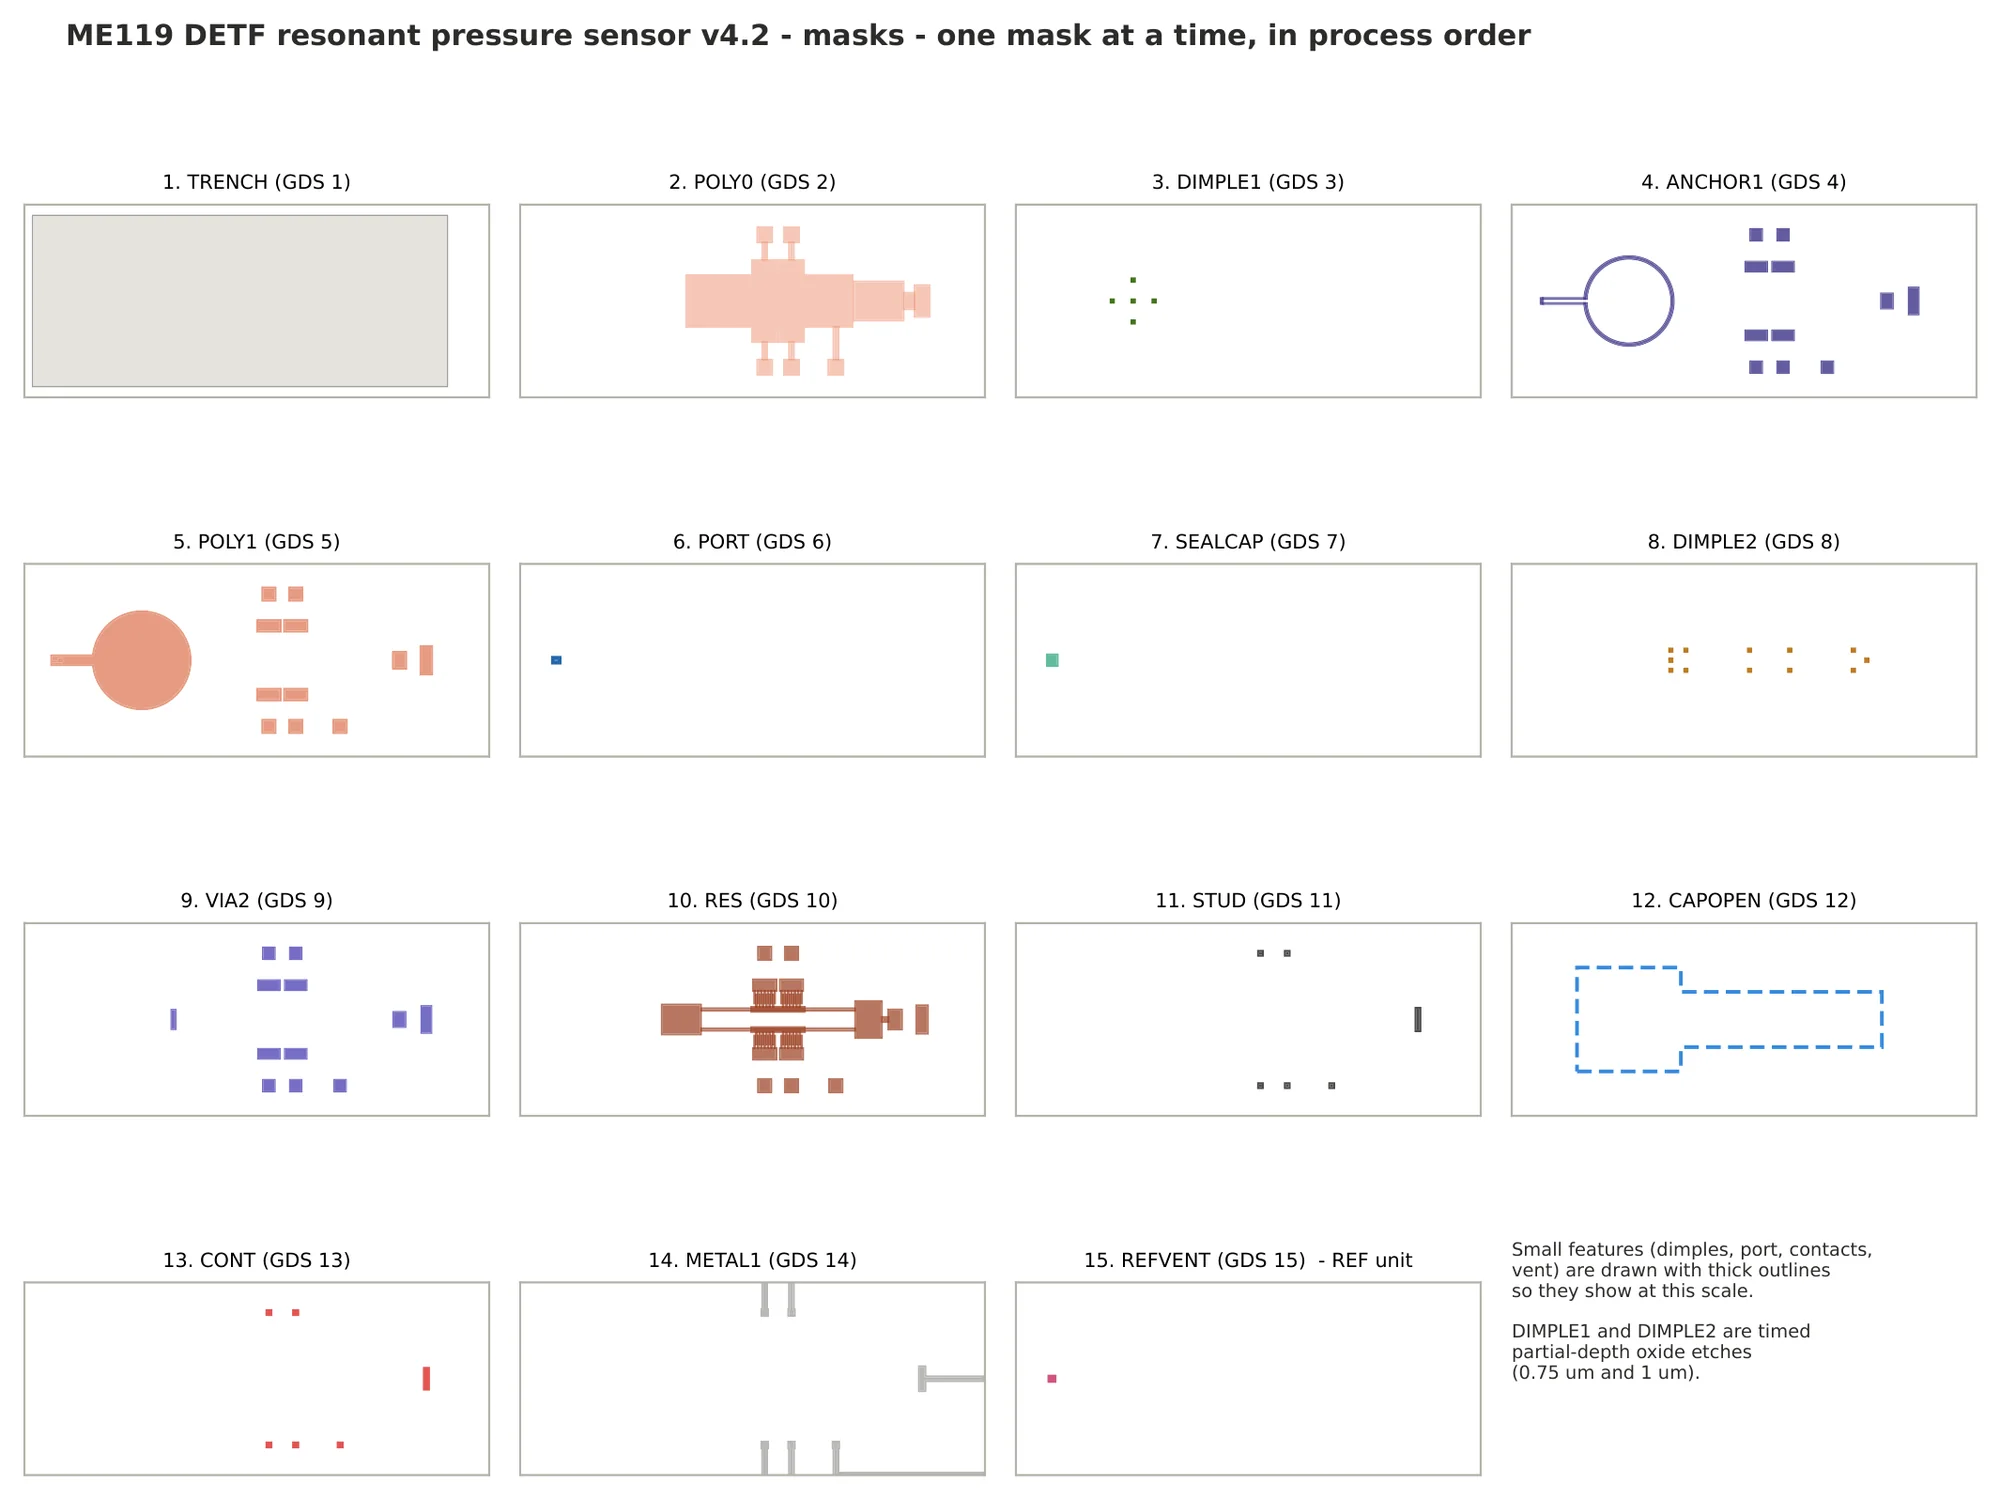 ME119 DETF resonant pressure sensor v4.2 - masks - one mask at a time, in process order
1. TRENCH (GDS 1)
2. POLY0 (GDS 2)
3. DIMPLE1 (GDS 3)
4. ANCHOR1 (GDS 4)
5. POLY1 (GDS 5)
6. PORT (GDS 6)
7. SEALCAP (GDS 7)
8. DIMPLE2 (GDS 8)
9. VIA2 (GDS 9)
10. RES (GDS 10)
11. STUD (GDS 11)
12. CAPOPEN (GDS 12)
13. CONT (GDS 13)
14. METAL1 (GDS 14)
15. REFVENT (GDS 15)  - REF unit
Small features (dimples, port, contacts,
vent) are drawn with thick outlines
so they show at this scale.
DIMPLE1 and DIMPLE2 are timed
partial-depth oxide etches
(0.75 um and 1 um).